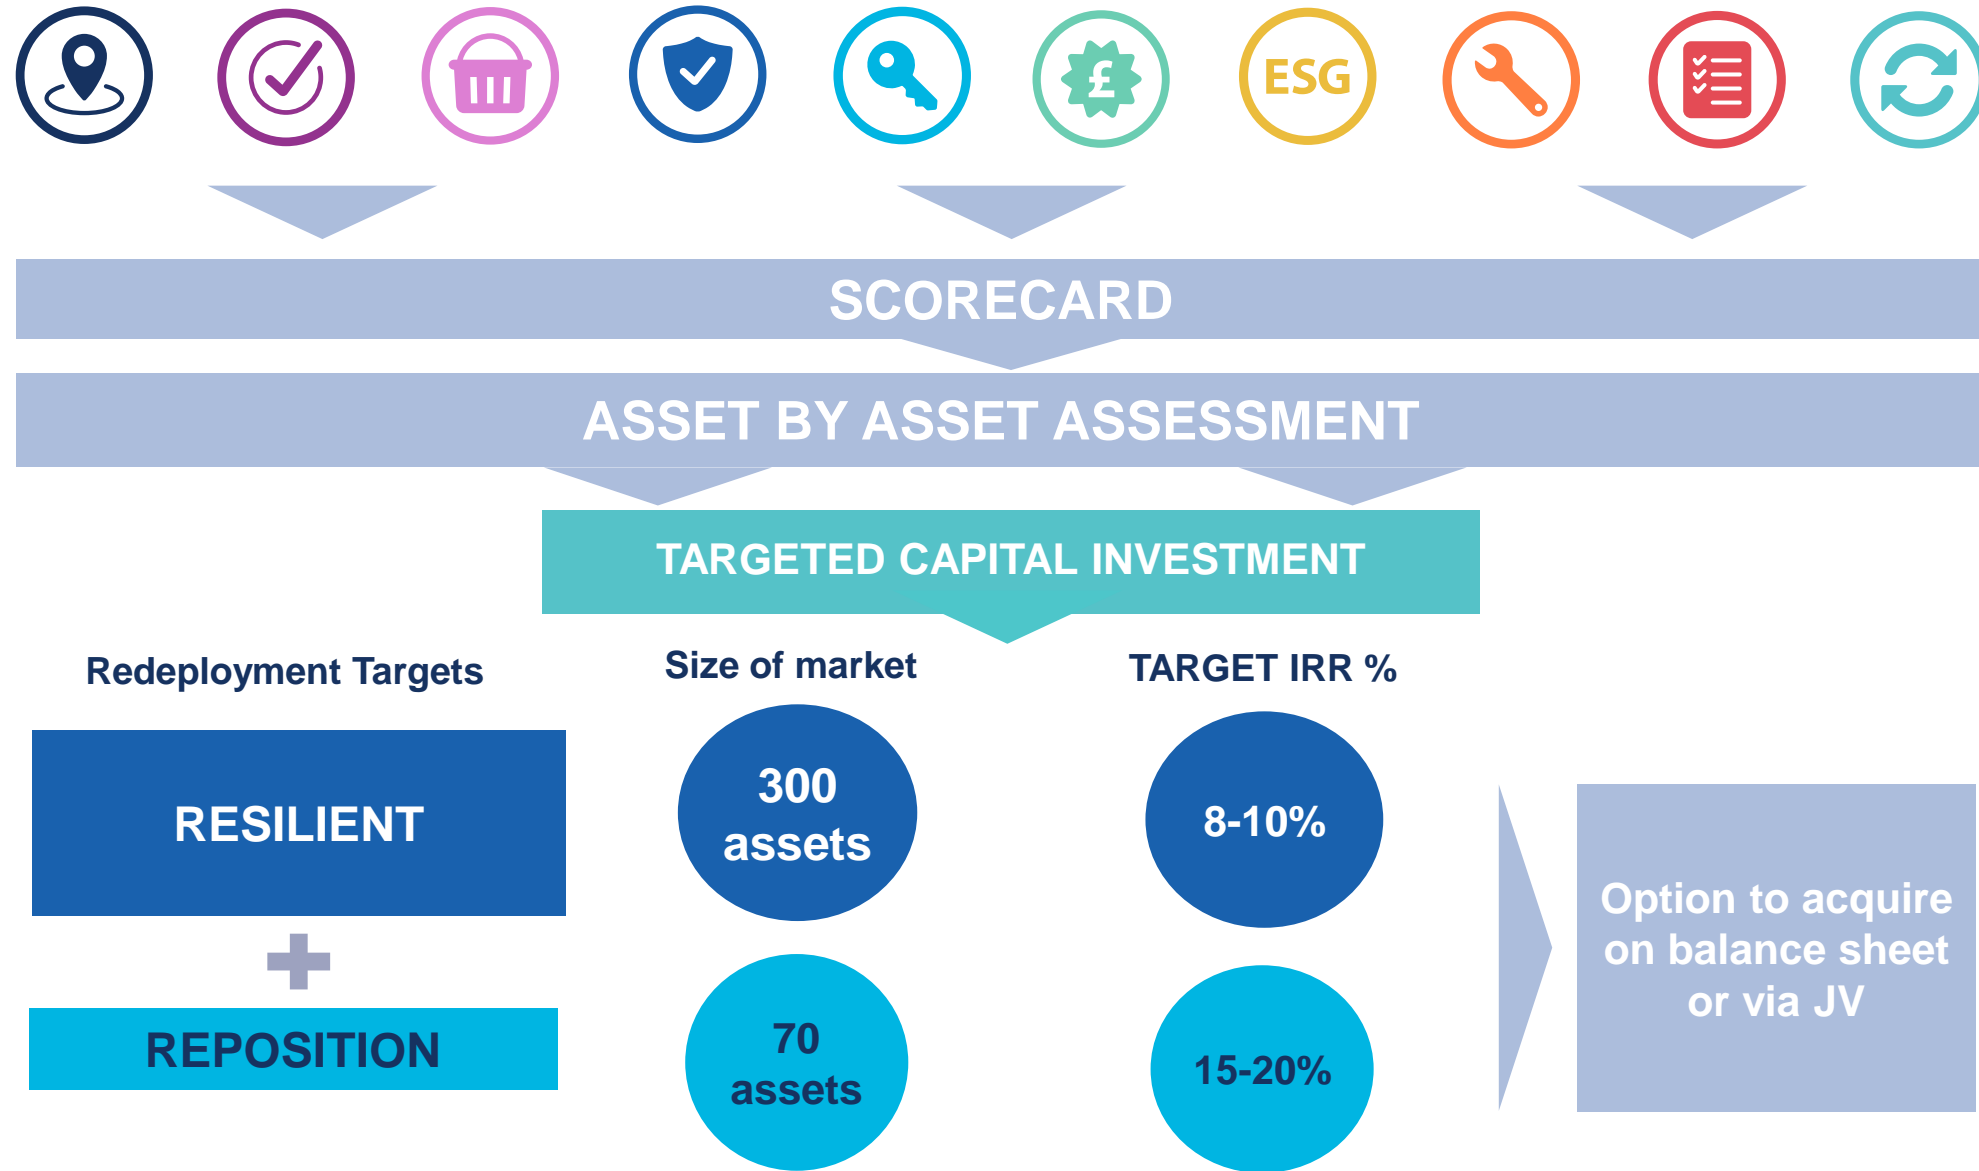 £
ESG
SCORECARD
ASSET BY ASSET ASSESSMENT
TARGETED CAPITAL INVESTMENT
Redeployment Targets
Size of market
TARGET IRR %
RESILIENT
300
assets
8-10%
REPOSITION
70
assets
15-20%
Option to acquire
on balance sheet
or via JV